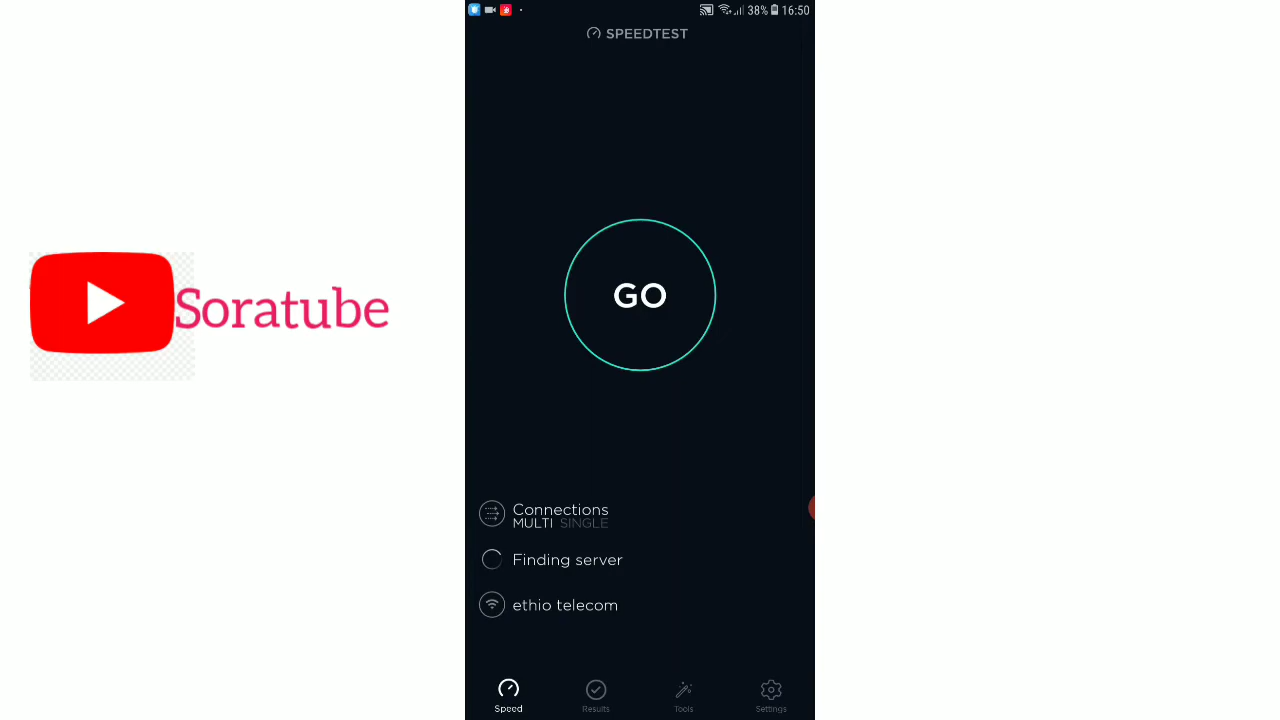 38% 16:50
SPEEDTEST
Soratube
GO
Connections
MULTI SINGLE
Finding server
ethio telecom
Speed Results Tools Settings